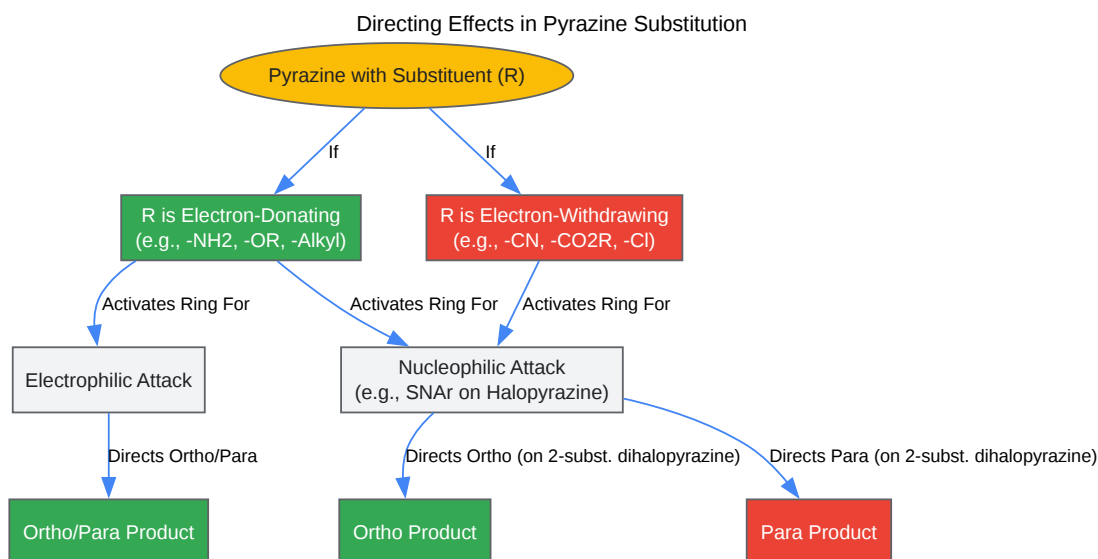 Directing Effects in Pyrazine Substitution
Pyrazine with Substituent (R)
If
If
R is Electron-Donating
(e.g., -NH2, -OR, -Alkyl)
R is Electron-Withdrawing
(e.g., -CN, -CO2R, -Cl)
Activates Ring For
Activates Ring For
Activates Ring For
Electrophilic Attack
Nucleophilic Attack
(e.g., SNAr on Halopyrazine)
Directs Ortho/Para
Directs Ortho (on 2-subst. dihalopyrazine)
Directs Para (on 2-subst. dihalopyrazine)
Ortho/Para Product
Ortho Product
Para Product